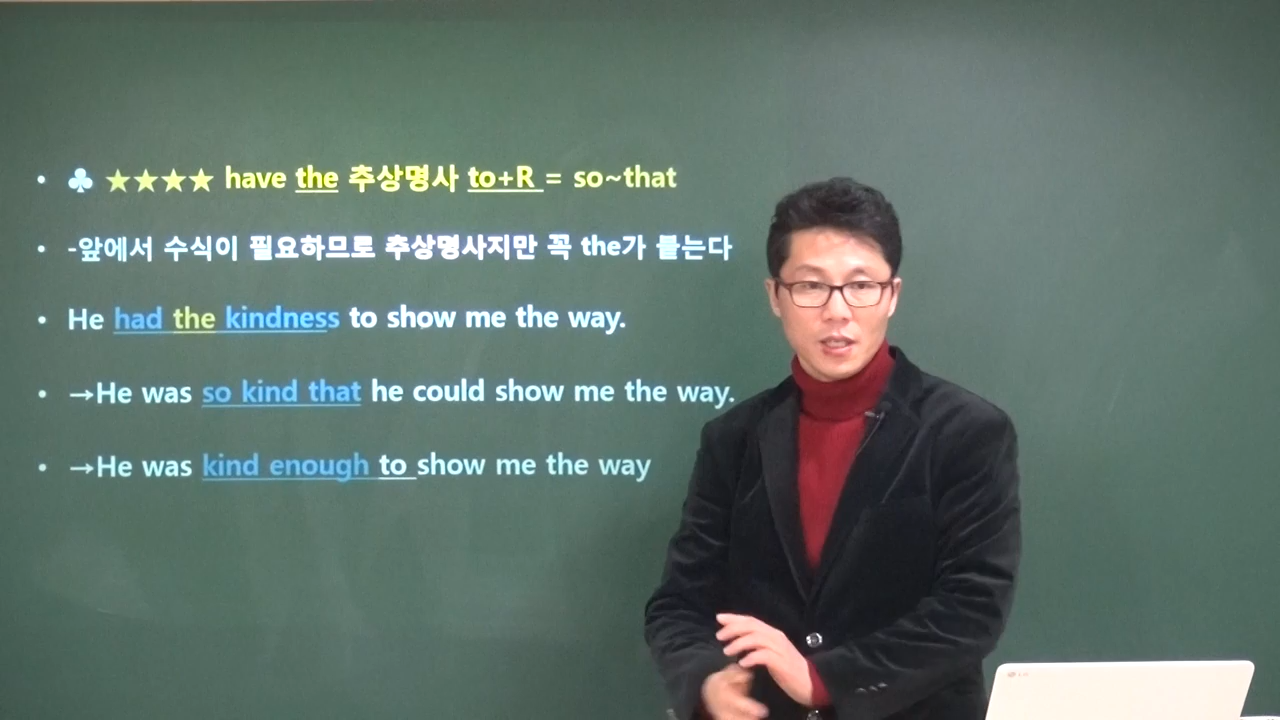 • ♣ ★★★★ have the 추상명사 to+R = so~that
• -앞에서 수식이 필요하므로 추상명사지만 꼭 the가 붙는다
• He had the kindness to show me the way.
• →He was so kind that he could show me the way.
• →He was kind enough to show me the way
LG